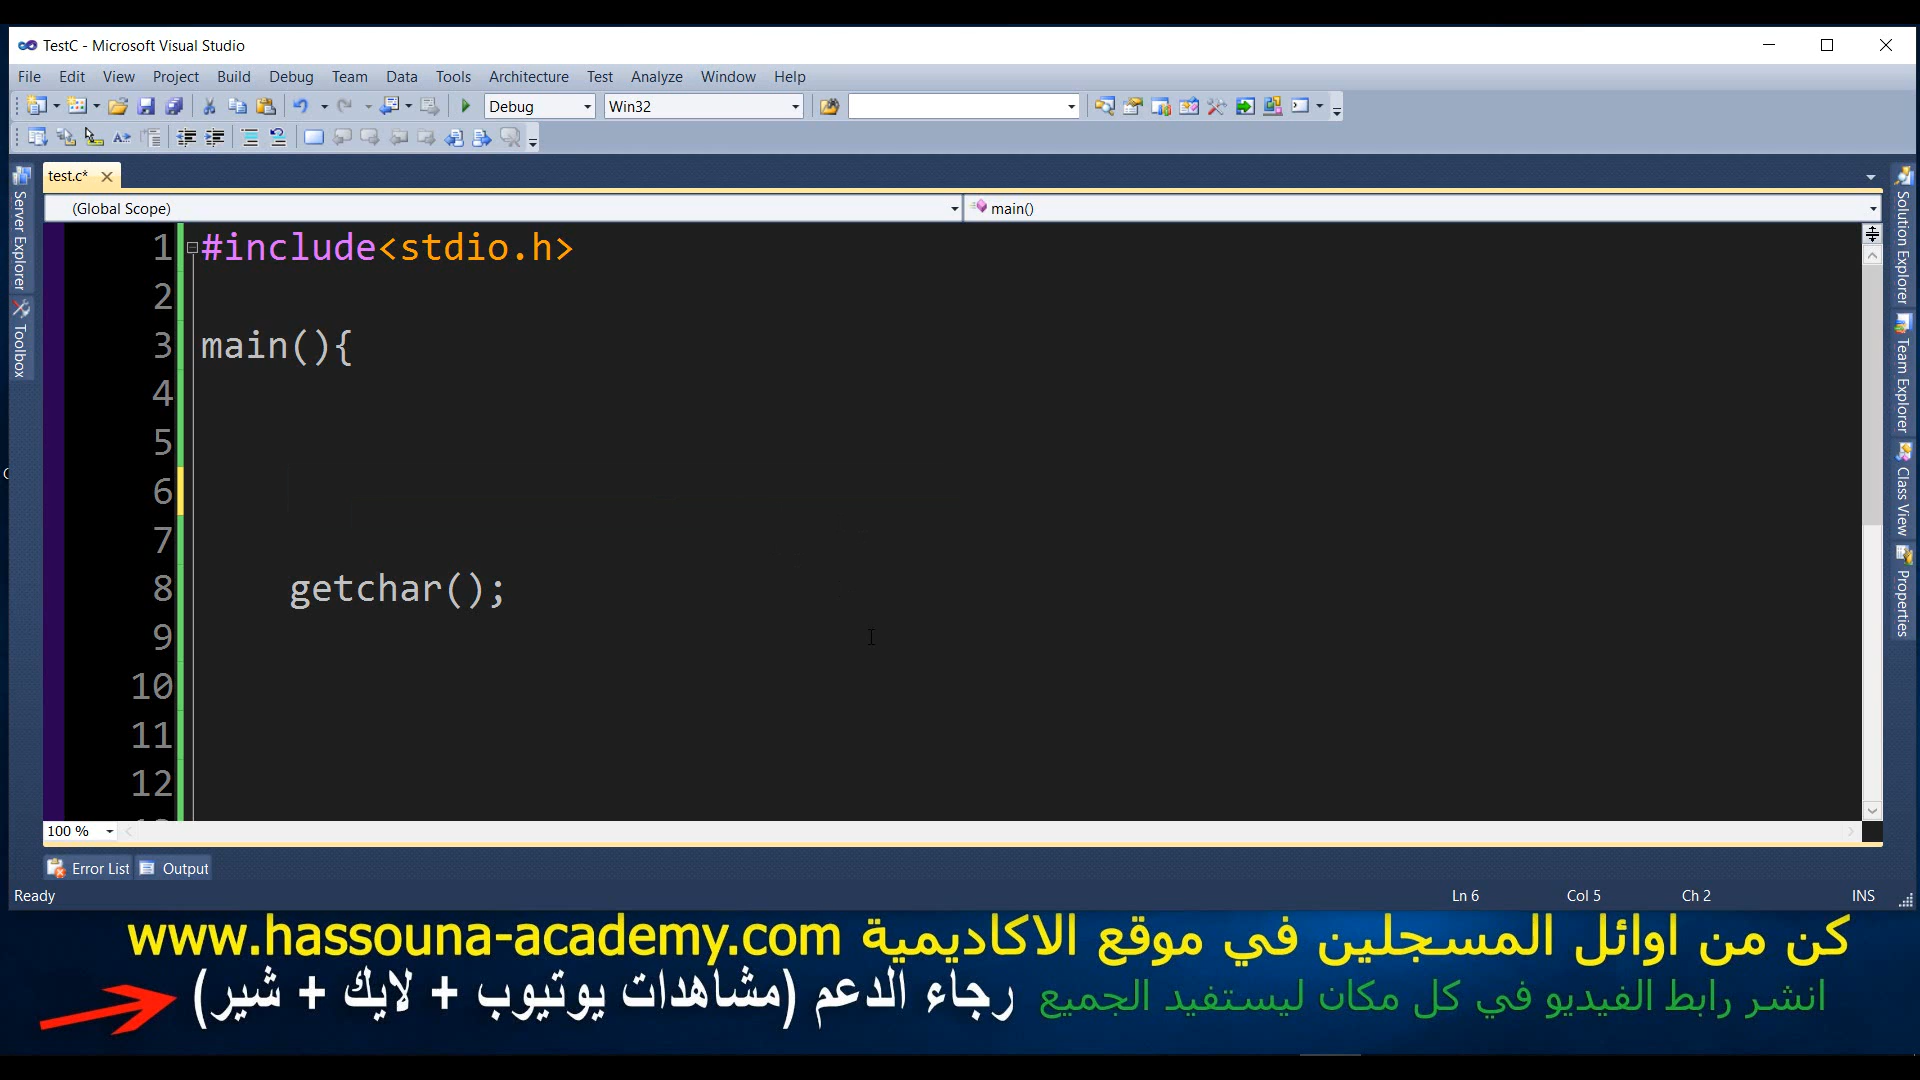 TestC - Microsoft Visual Studio
File Edit View Project Build Debug Team Data Tools Architecture Test Analyze Window Help
Debug Win32
test.c*
(Global Scope) main()
Server Explorer
Toolbox
Solution Explorer
Team Explorer
Class View
Properties
1 #include<stdio.h>
2
3 main(){
4
5
6
7
8 getchar();
9
10
11
12
100 %
Error List Output
Ready Ln 6 Col 5 Ch 2 INS
كن من اوائل المسجلين في موقع الاكاديمية www.hassouna-academy.com
انشر رابط الفيديو في كل مكان ليستفيد الجميع رجاء الدعم (مشاهدات يوتيوب + لايك + شير)